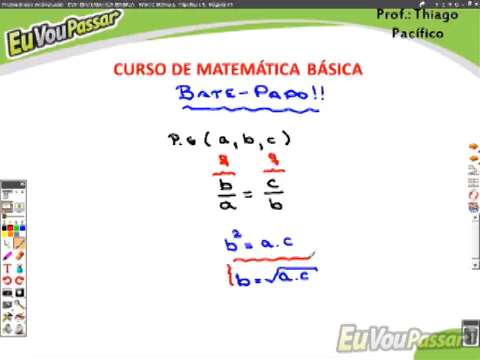 Prof.: Thiago
Pacífico
EuVouPassar
CURSO DE MATEMÁTICA BÁSICA
BATE-PAPO!!
P.G (a, b, c)
q q
b/a = c/b
b² = a.c
b = √a.c
EuVouPassar